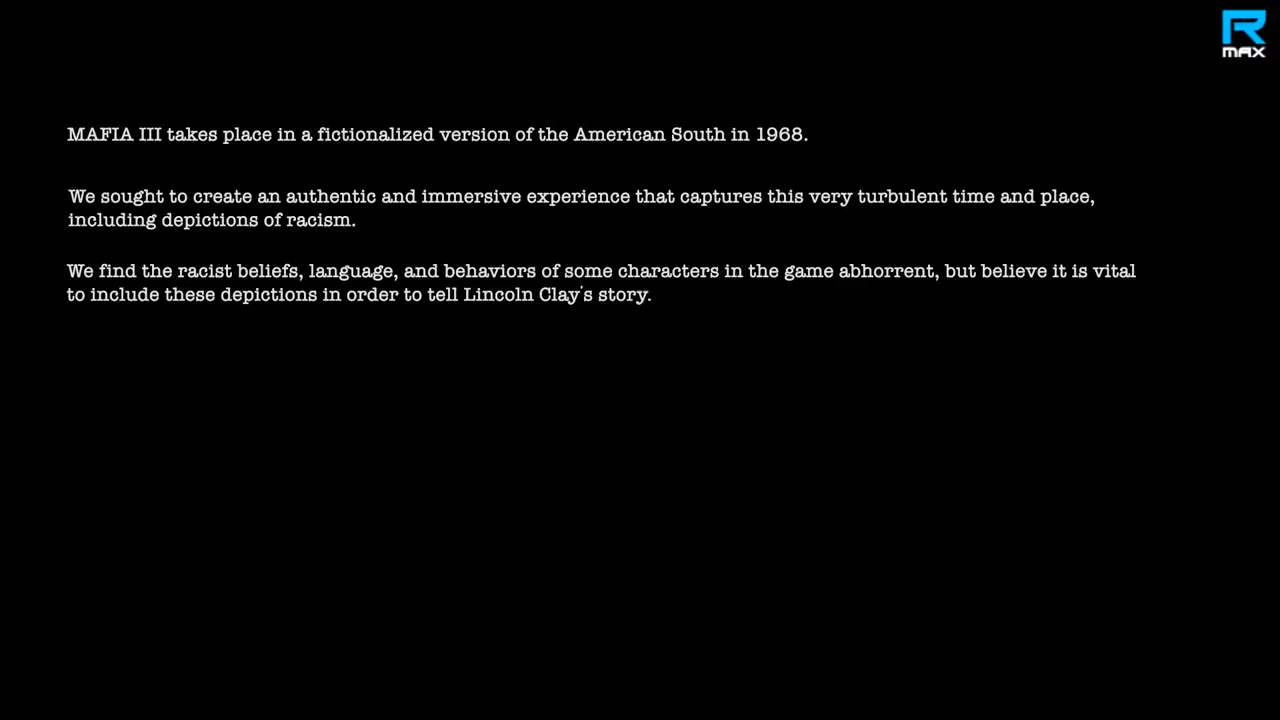 R
MAX
MAFIA III takes place in a fictionalized version of the American South in 1968.
We sought to create an authentic and immersive experience that captures this very turbulent time and place,
including depictions of racism.
We find the racist beliefs, language, and behaviors of some characters in the game abhorrent, but believe it is vital
to include these depictions in order to tell Lincoln Clay's story.